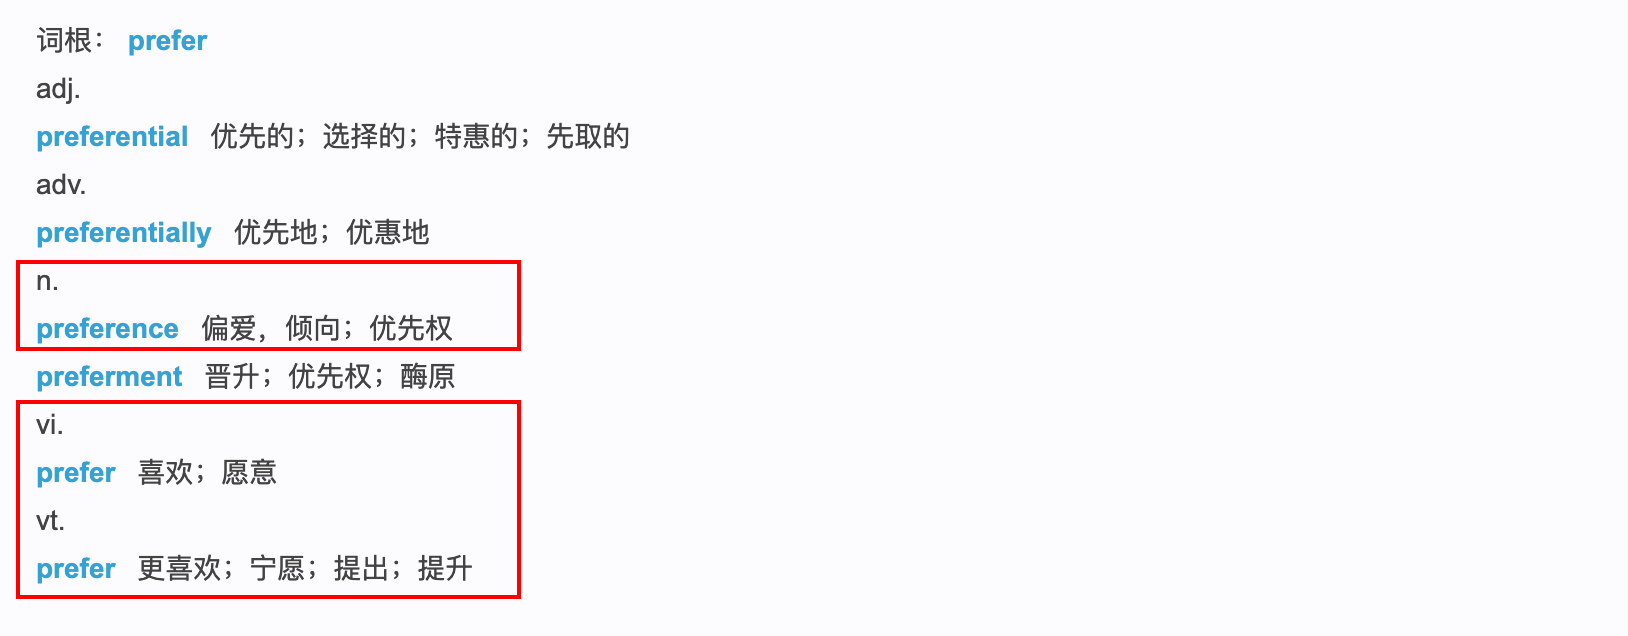 词根： prefer
adj.
preferential 优先的；选择的；特惠的；先取的
adv.
preferentially 优先地；优惠地
n.
preference 偏爱，倾向；优先权
preferment 晋升；优先权；酶原
vi.
prefer 喜欢；愿意
vt.
prefer 更喜欢；宁愿；提出；提升